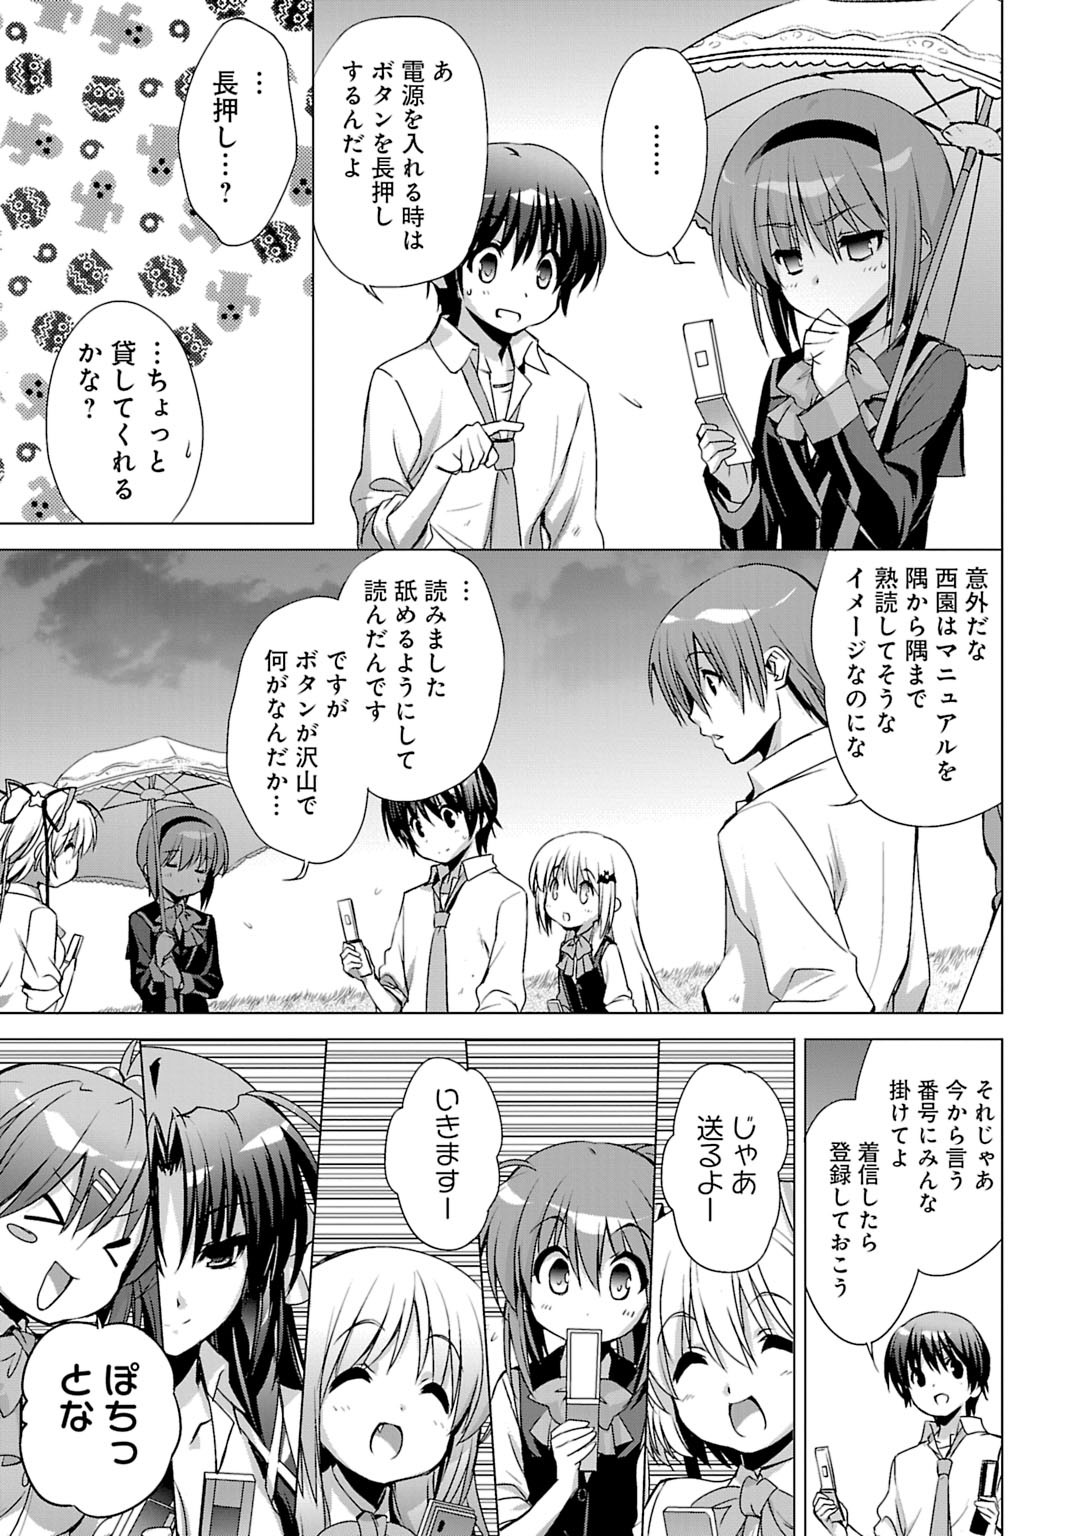 ……
あ
電源を入れる時は
ボタンを長押し
するんだよ
…
長押し…?
…ちょっと
貸してくれる
かな?
意外だな
西園はマニュアルを
隅から隅まで
熟読してそうな
イメージなのにな
…
読みました
舐めるようにして
読んだんです
ですが
ボタンが沢山で
何がなんだか…
それじゃあ
今から言う
番号にみんな
掛けてよ
着信したら
登録しておこう
じゃあ
送るよー
いきますー
ぽちっ
とな